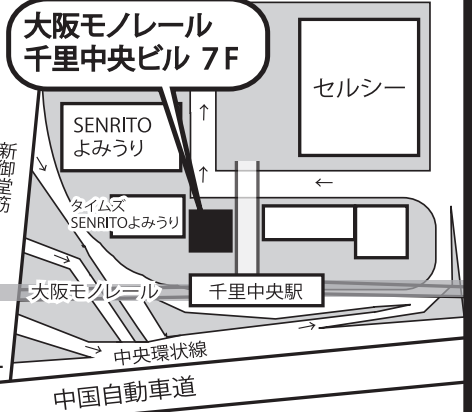 大阪モノレール
千里中央ビル 7F
セルシー
SENRITO
よみうり
新御堂筋
タイムズ
SENRITOよみうり
大阪モノレール
千里中央駅
中央環状線
中国自動車道